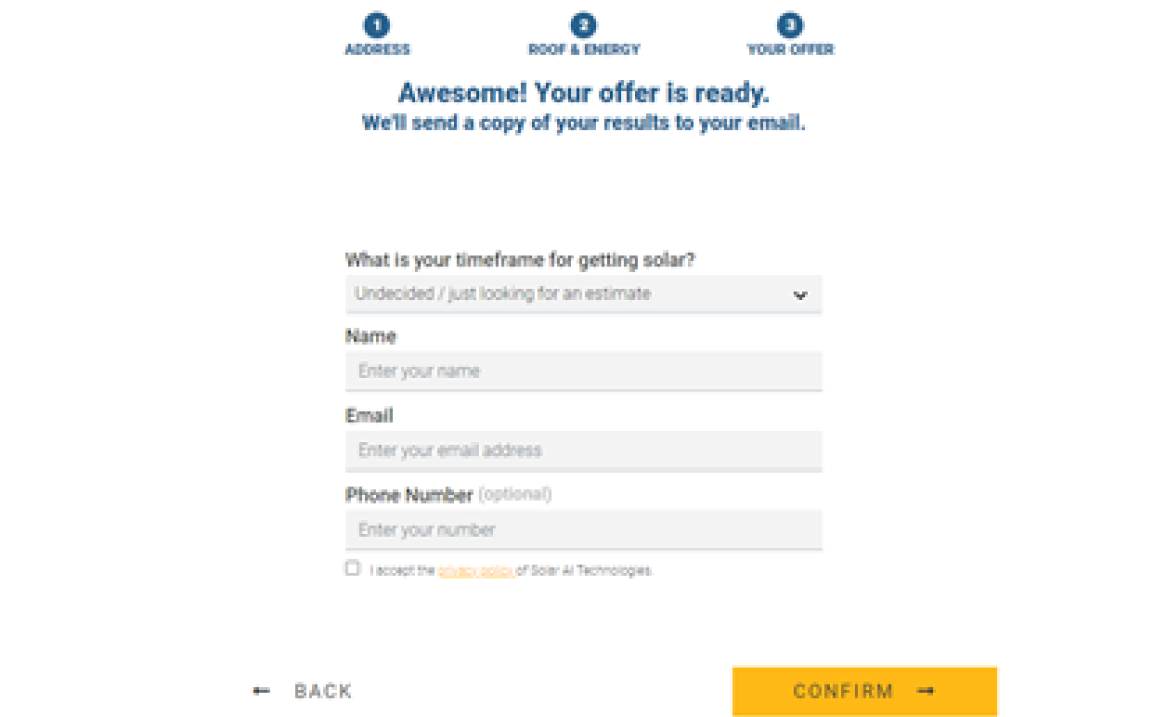 1 2 3
ADDRESS ROOF & ENERGY YOUR OFFER
Awesome! Your offer is ready.
We'll send a copy of your results to your email.
What is your timeframe for getting solar?
Undecided / just looking for an estimate
Name
Enter your name
Email
Enter your email address
Phone Number (optional)
Enter your number
I accept the privacy policy of Solar AI Technologies.
← BACK CONFIRM →